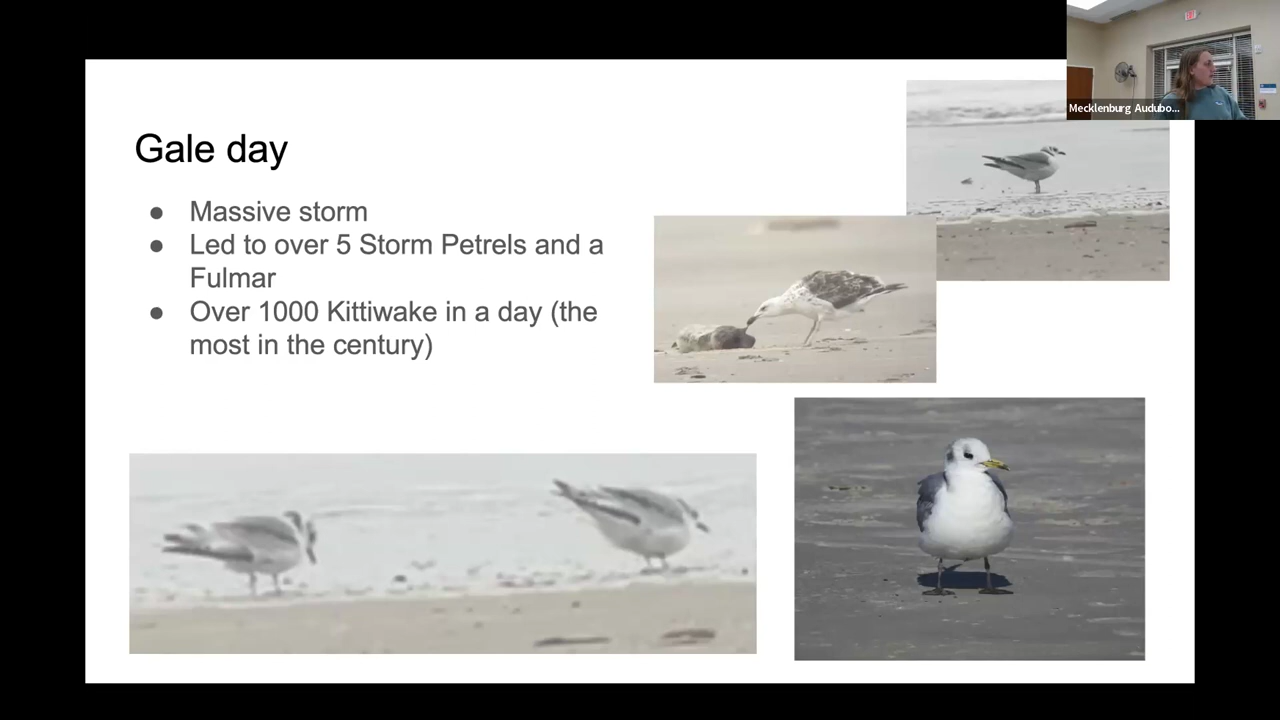 Mecklenburg Audubo...
Gale day
● Massive storm
● Led to over 5 Storm Petrels and a
Fulmar
● Over 1000 Kittiwake in a day (the
most in the century)